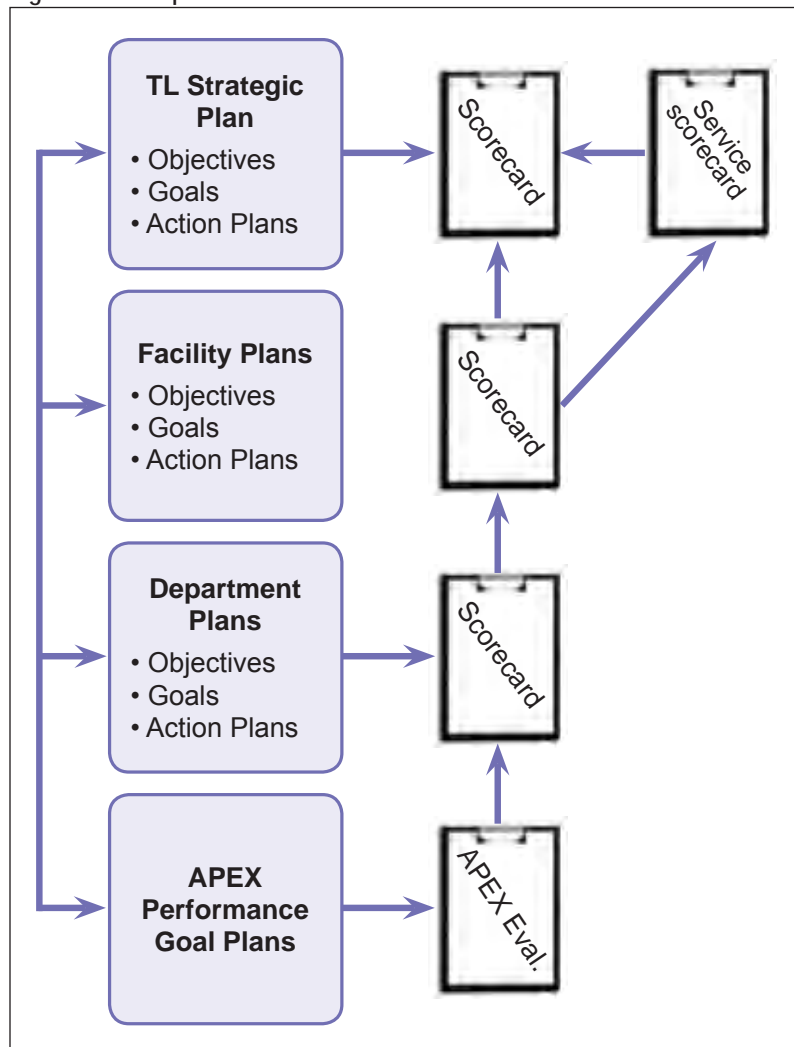 TL Strategic
Plan
• Objectives
• Goals
• Action Plans
Scorecard
Service
scorecard
Facility Plans
• Objectives
• Goals
• Action Plans
Scorecard
Department
Plans
• Objectives
• Goals
• Action Plans
Scorecard
APEX
Performance
Goal Plans
APEX Eval.